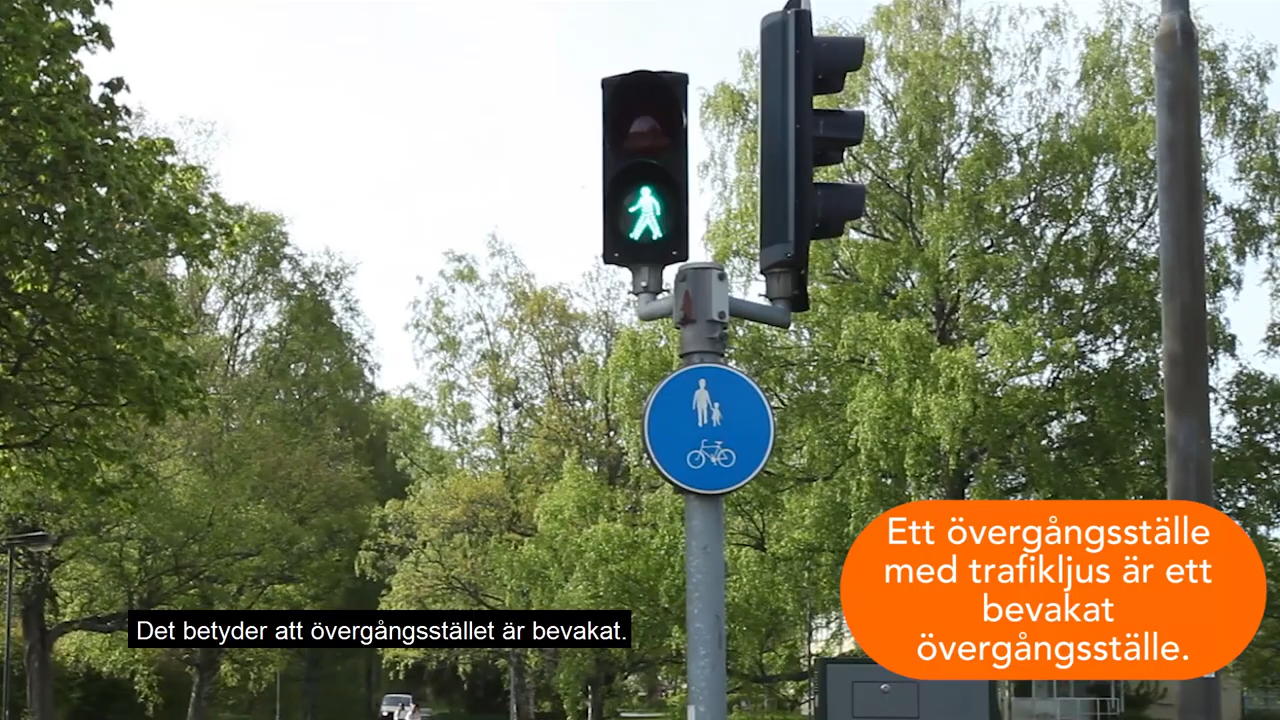 Ett övergångsställe
med trafikljus är ett
bevakat
övergångsställe.
Det betyder att övergångsstället är bevakat.